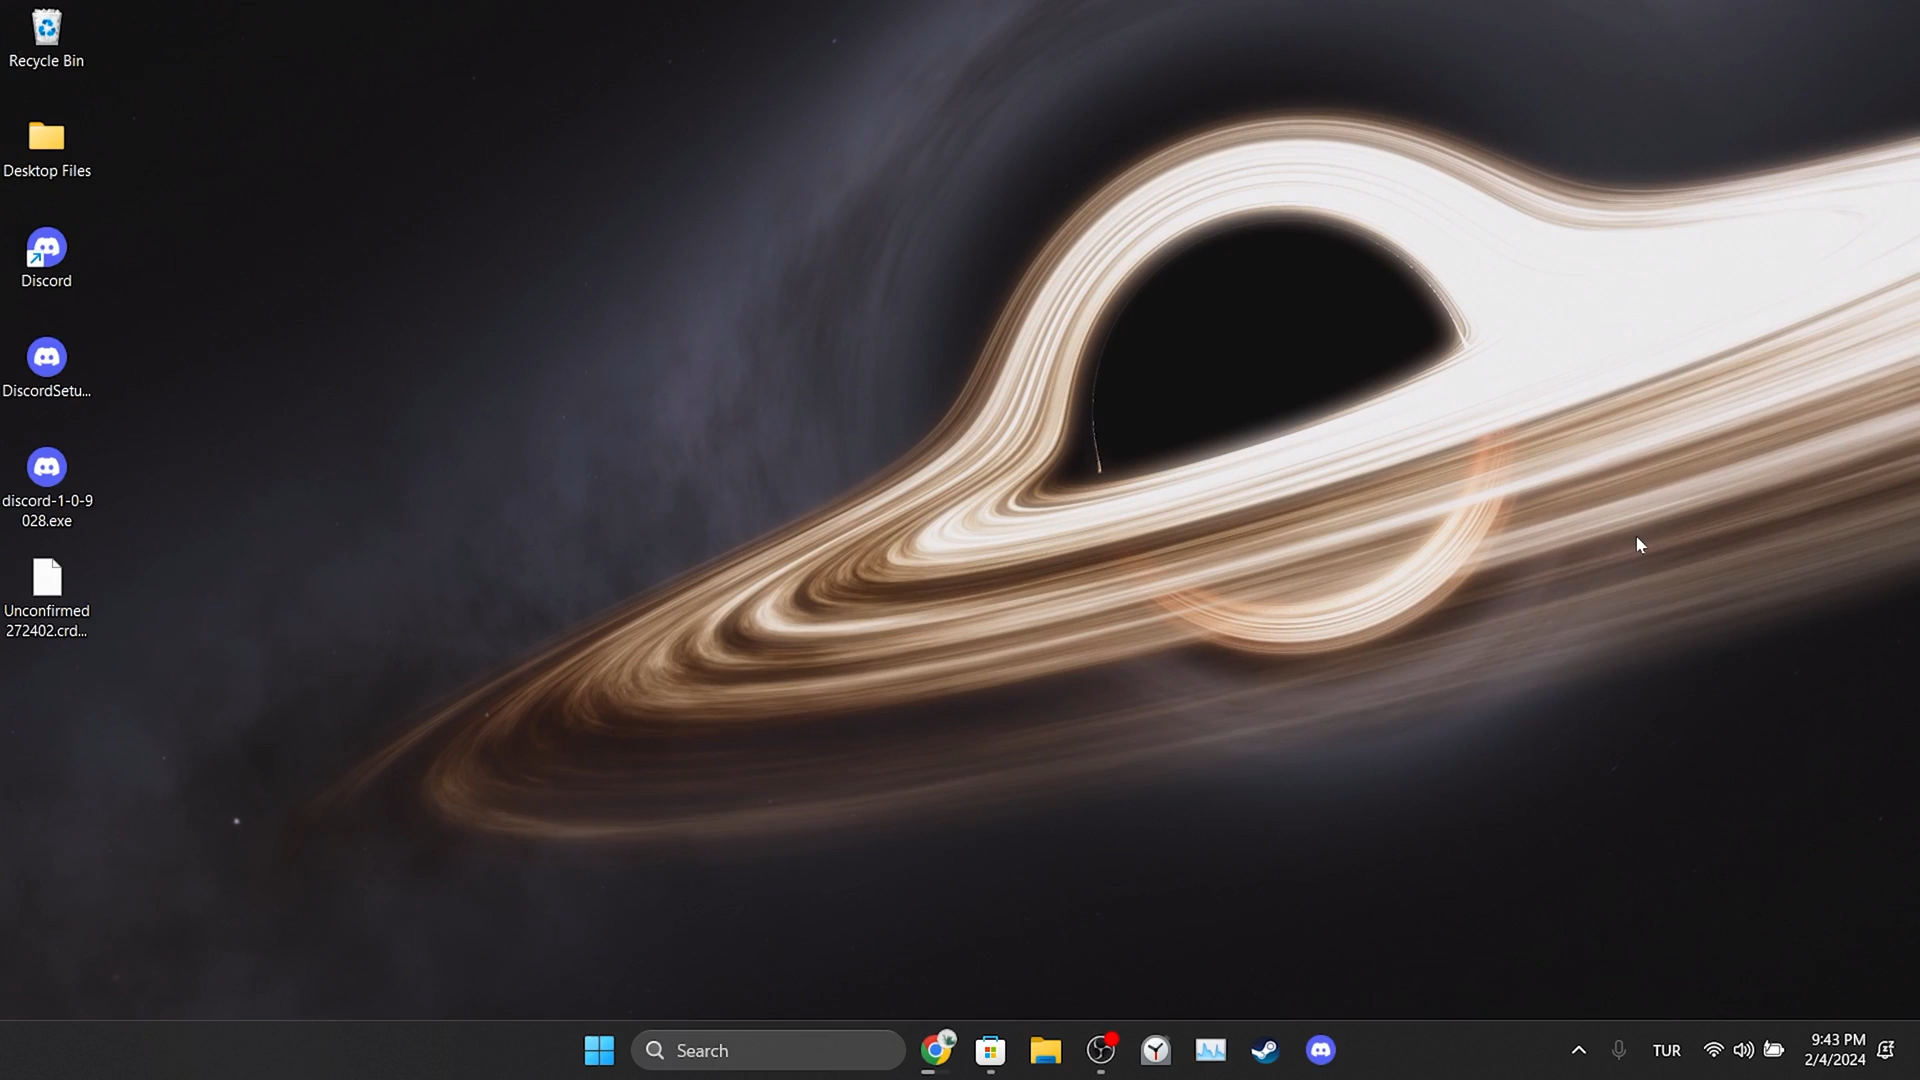 Recycle Bin
Desktop Files
Discord
DiscordSetu...
discord-1-0-9
028.exe
Unconfirmed
272402.crd...
Search
TUR
9:43 PM
2/4/2024